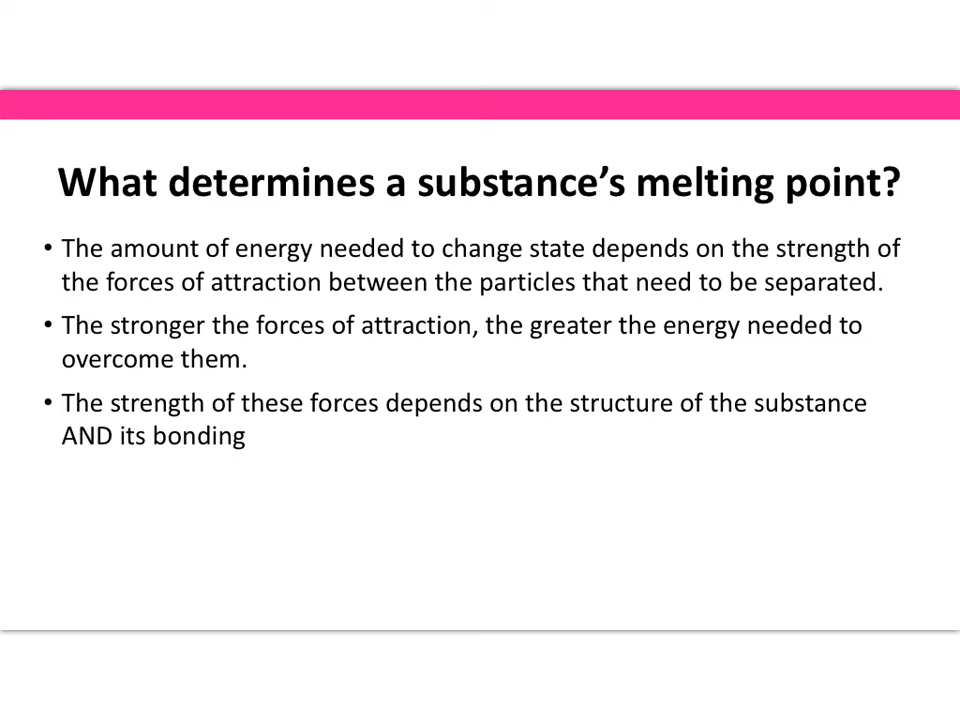 What determines a substance’s melting point?
• The amount of energy needed to change state depends on the strength of
the forces of attraction between the particles that need to be separated.
• The stronger the forces of attraction, the greater the energy needed to
overcome them.
• The strength of these forces depends on the structure of the substance
AND its bonding